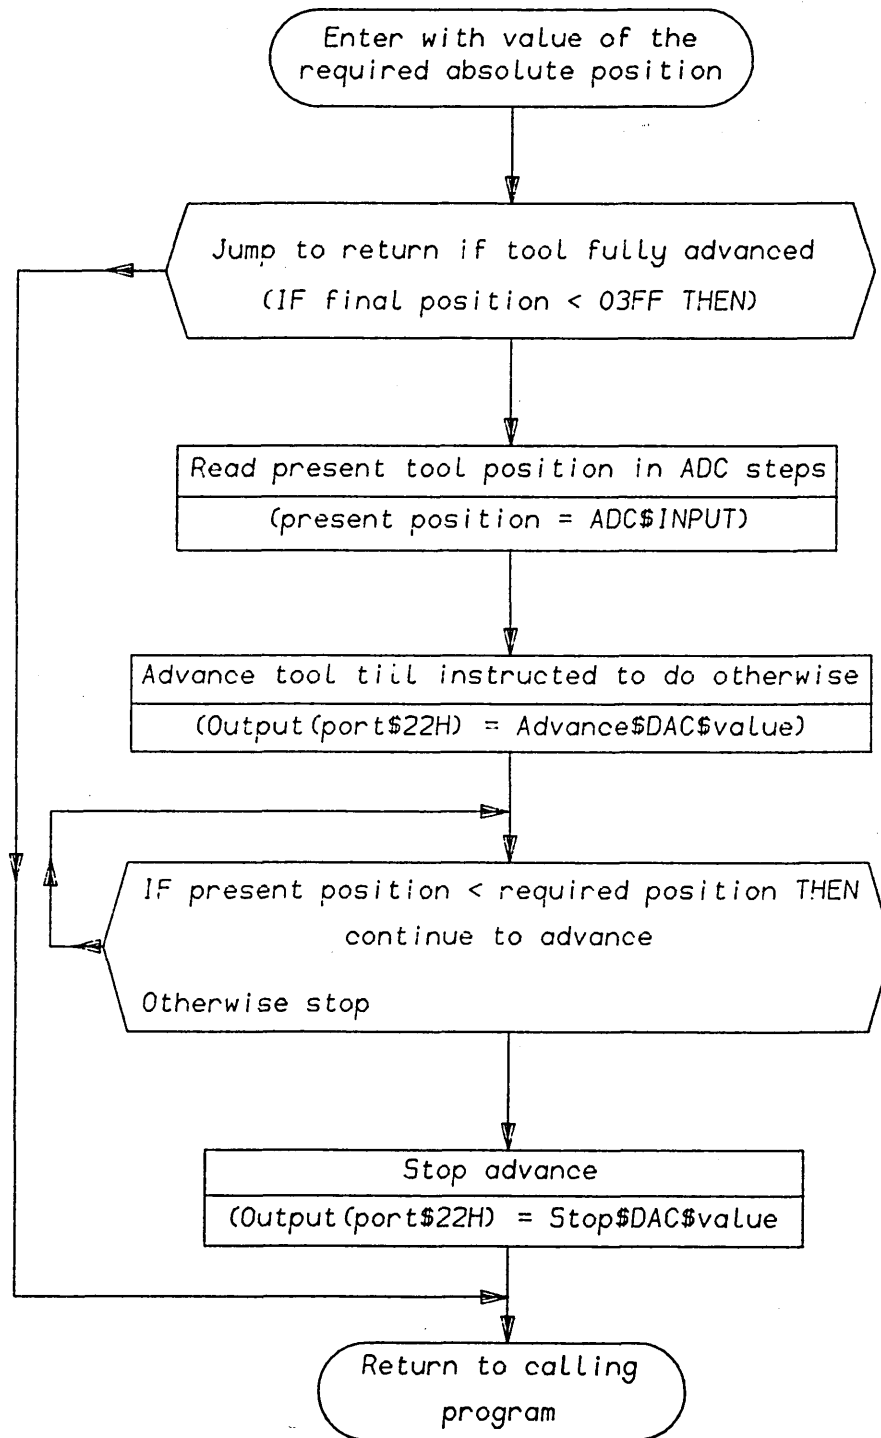 Enter with value of the
required absolute position
Jump to return if tool fully advanced
(IF final position < 03FF THEN)
Read present tool position in ADC steps
(present position = ADC$INPUT)
Advance tool till instructed to do otherwise
(Output(port$22H) = Advance$DAC$value)
IF present position < required position THEN
continue to advance
Otherwise stop
Stop advance
(Output(port$22H) = Stop$DAC$value
Return to calling
program